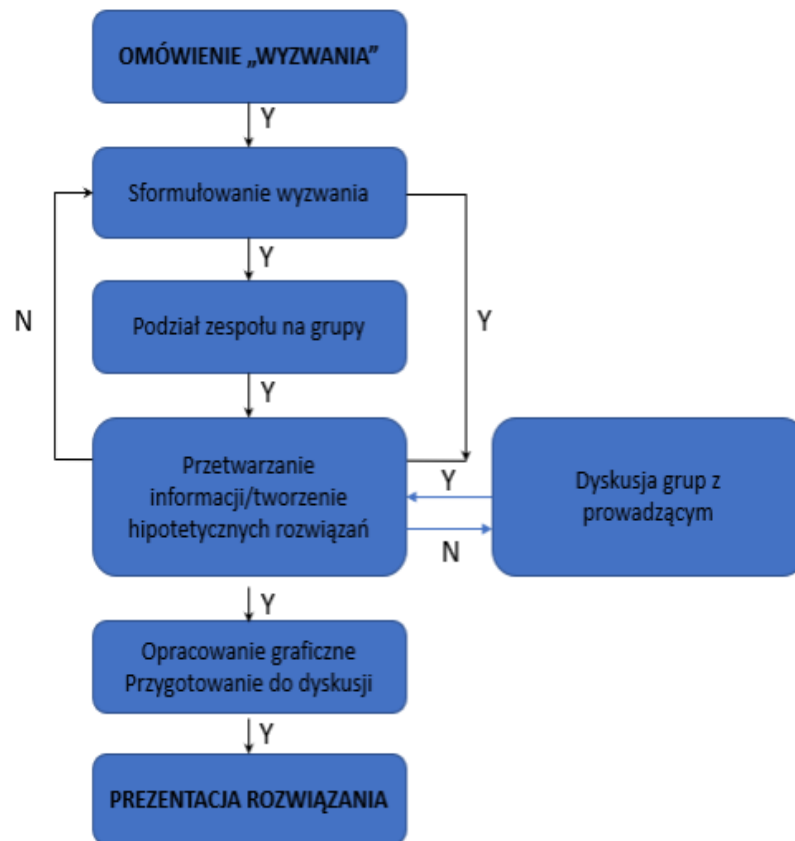 OMÓWIENIE „WYZWANIA”
Y
Sformułowanie wyzwania
Y
N
Podział zespołu na grupy
Y
Y
Przetwarzanie
informacji/tworzenie
hipotetycznych rozwiązań
Y
N
Dyskusja grup z
prowadzącym
Y
Opracowanie graficzne
Przygotowanie do dyskusji
Y
PREZENTACJA ROZWIĄZANIA